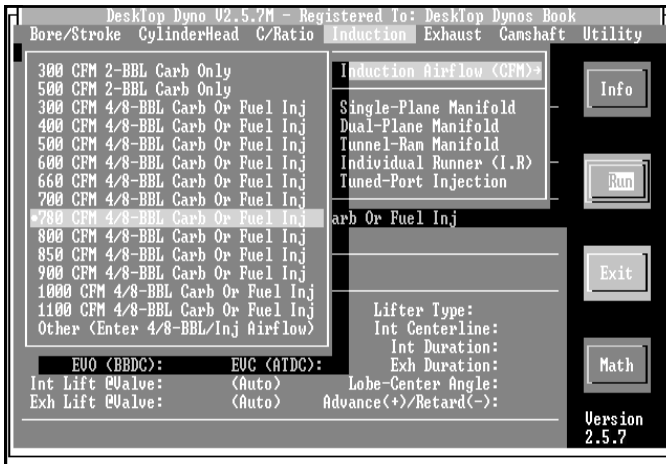 DeskTop Dyno V2.5.7M - Registered To: DeskTop Dynos Book
Bore/Stroke CylinderHead C/Ratio Induction Exhaust Camshaft Utility
300 CFM 2-BBL Carb Only
500 CFM 2-BBL Carb Only
300 CFM 4/8-BBL Carb Or Fuel Inj
400 CFM 4/8-BBL Carb Or Fuel Inj
500 CFM 4/8-BBL Carb Or Fuel Inj
600 CFM 4/8-BBL Carb Or Fuel Inj
660 CFM 4/8-BBL Carb Or Fuel Inj
700 CFM 4/8-BBL Carb Or Fuel Inj
•780 CFM 4/8-BBL Carb Or Fuel Inj
800 CFM 4/8-BBL Carb Or Fuel Inj
850 CFM 4/8-BBL Carb Or Fuel Inj
900 CFM 4/8-BBL Carb Or Fuel Inj
1000 CFM 4/8-BBL Carb Or Fuel Inj
1100 CFM 4/8-BBL Carb Or Fuel Inj
Other (Enter 4/8-BBL/Inj Airflow)
Induction Airflow (CFM)→
Single-Plane Manifold
Dual-Plane Manifold
Tunnel-Ram Manifold
Individual Runner (I.R)
Tuned-Port Injection
arb Or Fuel Inj
Lifter Type:
Int Centerline:
Int Duration:
EVO (BBDC): EVC (ATDC): Exh Duration:
Int Lift @Valve: (Auto) Lobe-Center Angle:
Exh Lift @Valve: (Auto) Advance(+)/Retard(-):
Info
Run
Exit
Math
Version
2.5.7